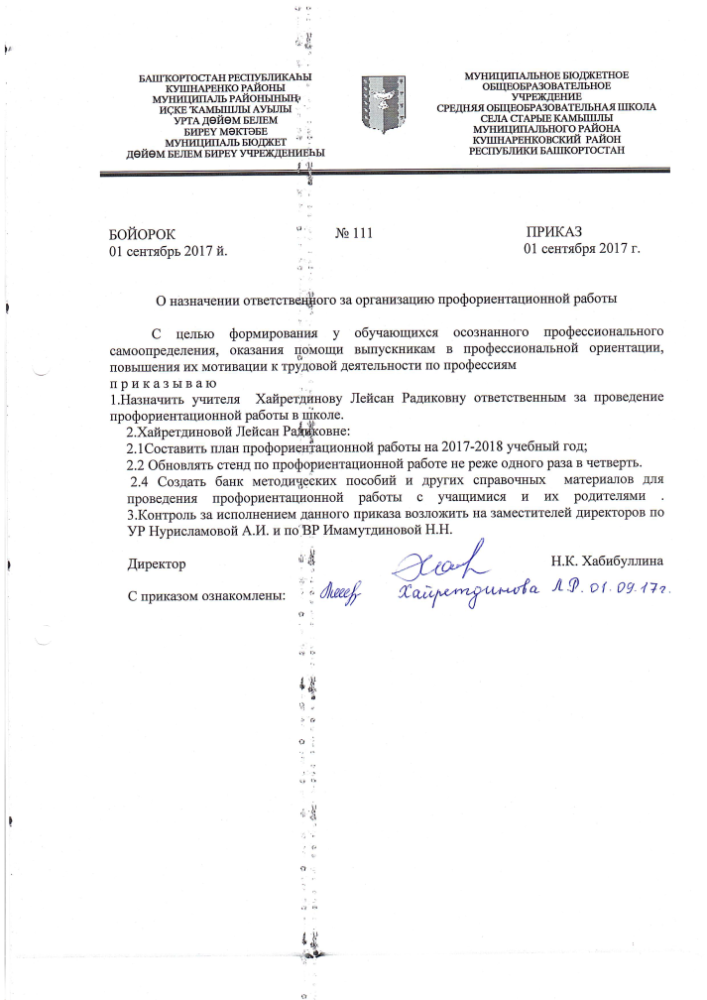 БАШҠОРТОСТАН РЕСПУБЛИКАҺЫ
КУШНАРЕНКО РАЙОНЫ
МУНИЦИПАЛЬ РАЙОНЫНЫҢ
ИҪКЕ ҠАМЫШЛЫ АУЫЛЫ
УРТА ДӨЙӨМ БЕЛЕМ
БИРЕҮ МӘКТӘБЕ
МУНИЦИПАЛЬ БЮДЖЕТ
ДӨЙӨМ БЕЛЕМ БИРЕҮ УЧРЕЖДЕНИЕҺЫ
МУНИЦИПАЛЬНОЕ БЮДЖЕТНОЕ
ОБЩЕОБРАЗОВАТЕЛЬНОЕ
УЧРЕЖДЕНИЕ
СРЕДНЯЯ ОБЩЕОБРАЗОВАТЕЛЬНАЯ ШКОЛА
СЕЛА СТАРЫЕ КАМЫШЛЫ
МУНИЦИПАЛЬНОГО РАЙОНА
КУШНАРЕНКОВСКИЙ РАЙОН
РЕСПУБЛИКИ БАШКОРТОСТАН
БОЙОРОК № 111 ПРИКАЗ
01 сентябрь 2017 й. 01 сентября 2017 г.
О назначении ответственного за организацию профориентационной работы
С целью формирования у обучающихся осознанного профессионального
самоопределения, оказания помощи выпускникам в профессиональной ориентации,
повышения их мотивации к трудовой деятельности по профессиям
п р и к а з ы в а ю
1.Назначить учителя Хайретдинову Лейсан Радиковну ответственным за проведение
профориентационной работы в школе.
2.Хайретдиновой Лейсан Радиковне:
2.1Составить план профориентационной работы на 2017-2018 учебный год;
2.2 Обновлять стенд по профориентационной работе не реже одного раза в четверть.
2.4 Создать банк методических пособий и других справочных материалов для
проведения профориентационной работы с учащимися и их родителями .
3.Контроль за исполнением данного приказа возложить на заместителей директоров по
УР Нурисламовой А.И. и по ВР Имамутдиновой Н.Н.
Директор Н.К. Хабибуллина
С приказом ознакомлены: Хайретдинова Л.Р. 01.09.17г.